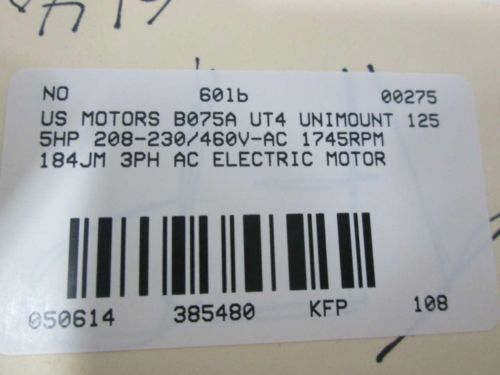 NO 601b 00275
US MOTORS B075A UT4 UNIMOUNT 125
5HP 208-230/460V-AC 1745RPM
184JM 3PH AC ELECTRIC MOTOR
050614 385480 KFP 108